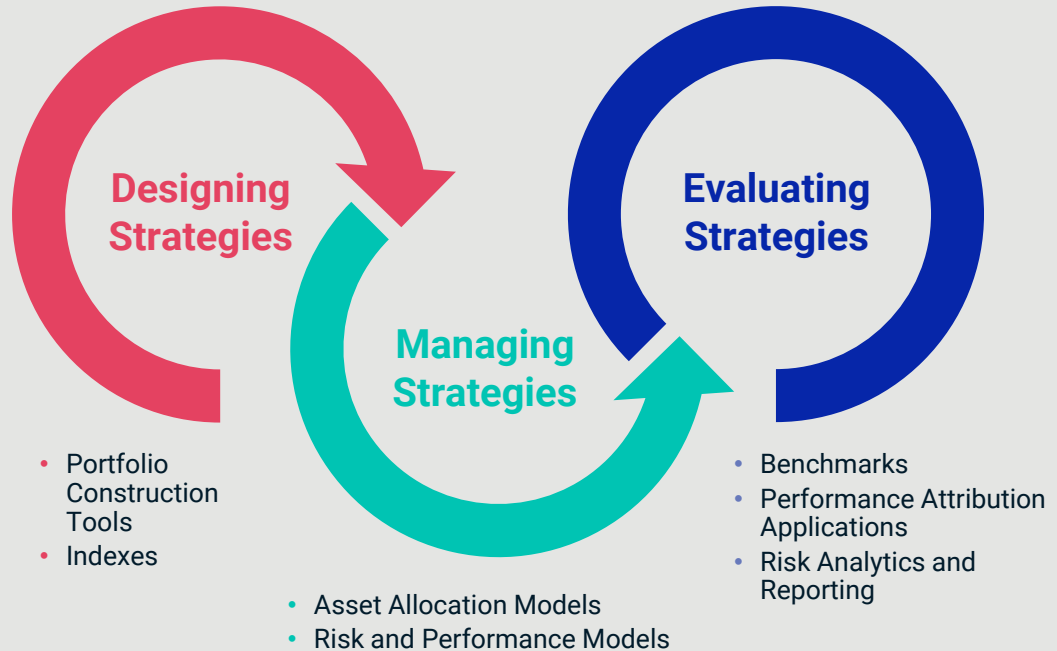 Designing
Strategies
Evaluating
Strategies
Managing
Strategies
• Portfolio
Construction
Tools
• Indexes
• Asset Allocation Models
• Risk and Performance Models
• Benchmarks
• Performance Attribution
Applications
• Risk Analytics and
Reporting